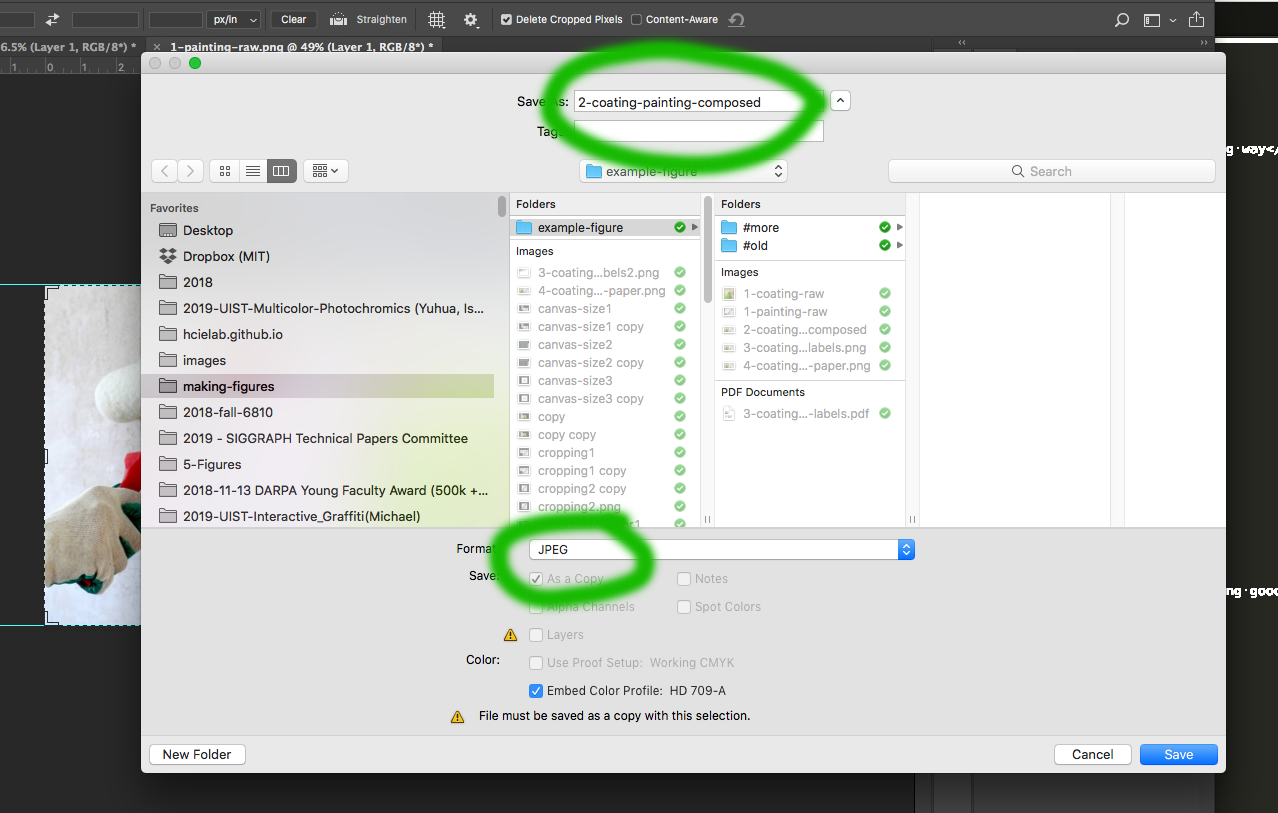 px/in Clear Straighten Delete Cropped Pixels Content-Aware
6.5% (Layer 1, RGB/8*) * × 1-painting-raw.png @ 49% (Layer 1, RGB/8*) *
1 0 1 2
Save As: 2-coating-painting-composed
Tags:
example-figure
Search
Favorites
Desktop
Dropbox (MIT)
2018
2019-UIST-Multicolor-Photochromics (Yuhua, Is...
hcielab.github.io
images
making-figures
2018-fall-6810
2019 - SIGGRAPH Technical Papers Committee
5-Figures
2018-11-13 DARPA Young Faculty Award (500k +...
2019-UIST-Interactive_Graffiti(Michael)
Folders
example-figure
Images
3-coating...bels2.png
4-coating...-paper.png
canvas-size1
canvas-size1 copy
canvas-size2
canvas-size2 copy
canvas-size3
canvas-size3 copy
copy
copy copy
cropping1
cropping1 copy
cropping2 copy
cropping2.png
Folders
#more
#old
Images
1-coating-raw
1-painting-raw
2-coating...composed
3-coating...labels.png
4-coating...-paper.png
PDF Documents
3-coating...-labels.pdf
Format: JPEG
Save: As a Copy Notes
Alpha Channels Spot Colors
Layers
Color: Use Proof Setup: Working CMYK
Embed Color Profile: HD 709-A
File must be saved as a copy with this selection.
New Folder Cancel Save
g·way</
ng·good